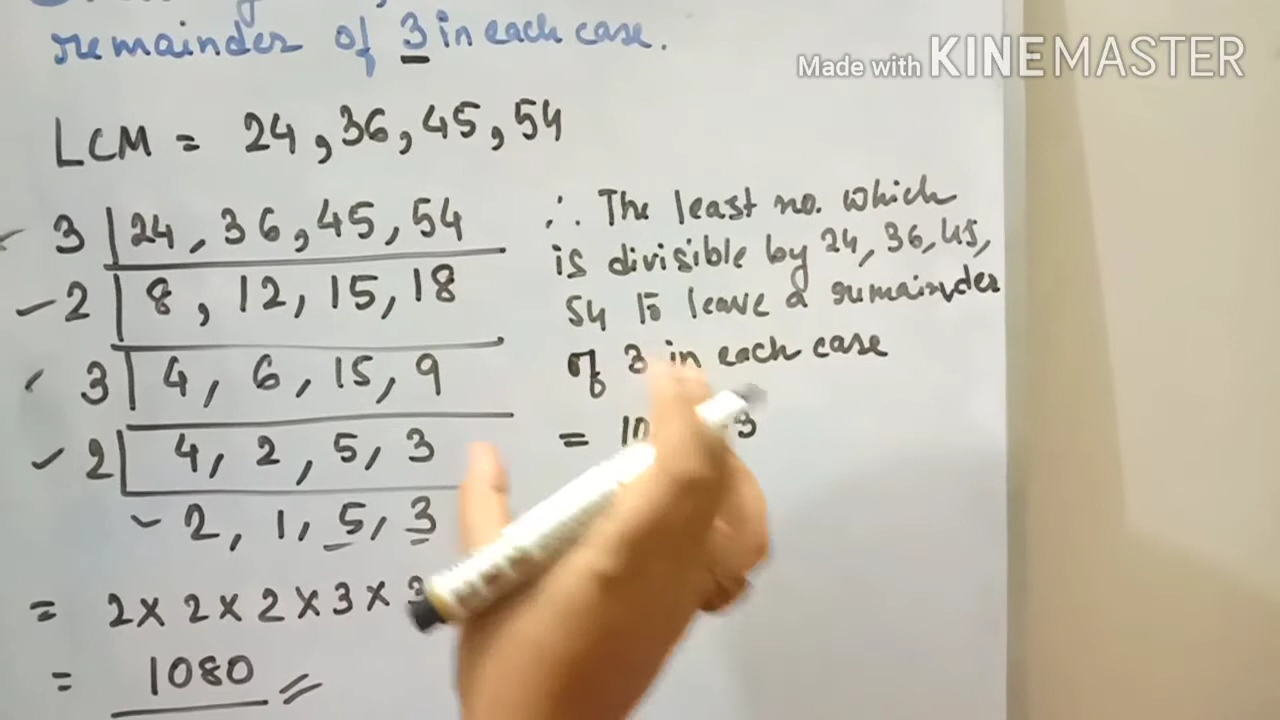 remainder of 3 in each case.
Made with KINEMASTER
LCM = 24, 36, 45, 54
3 | 24, 36, 45, 54
2 | 8, 12, 15, 18
3 | 4, 6, 15, 9
2 | 4, 2, 5, 3
2, 1, 5, 3
= 2 × 2 × 2 × 3 × 3
= 1080
∴ The least no. which
is divisible by 24, 36, 45,
54 to leave a remainder
of 3 in each case
= 10 3